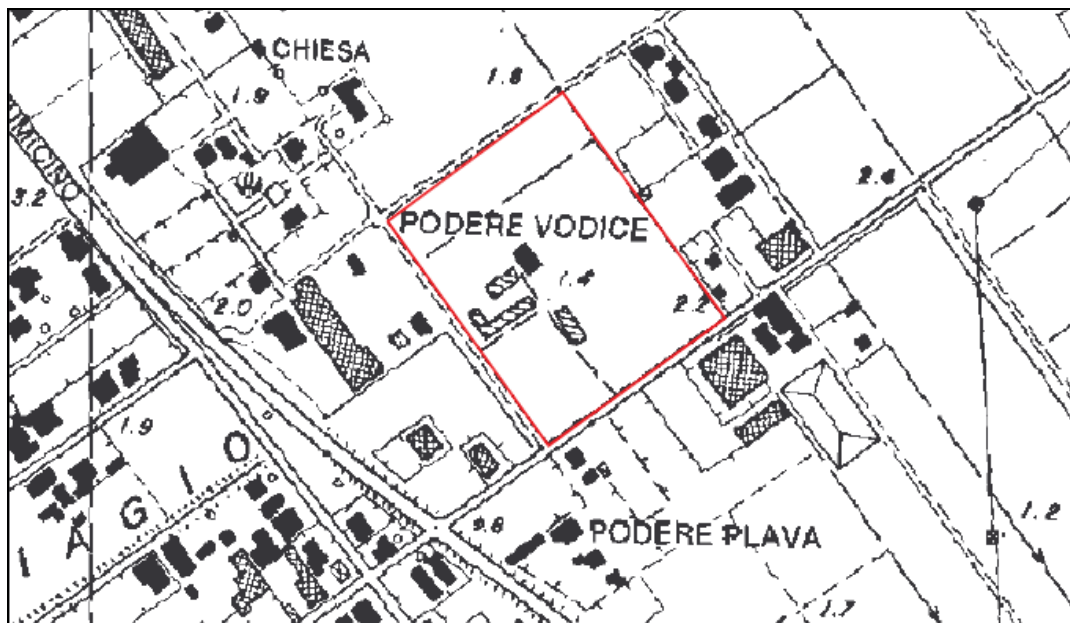 CHIESA
1.8
1.9
UMICINO
3.2
2.4
PODERE VODICE
1.4
2.0
2.2
1.9
I A G I O
9.8
PODERE PLAVA
1.2
1.7